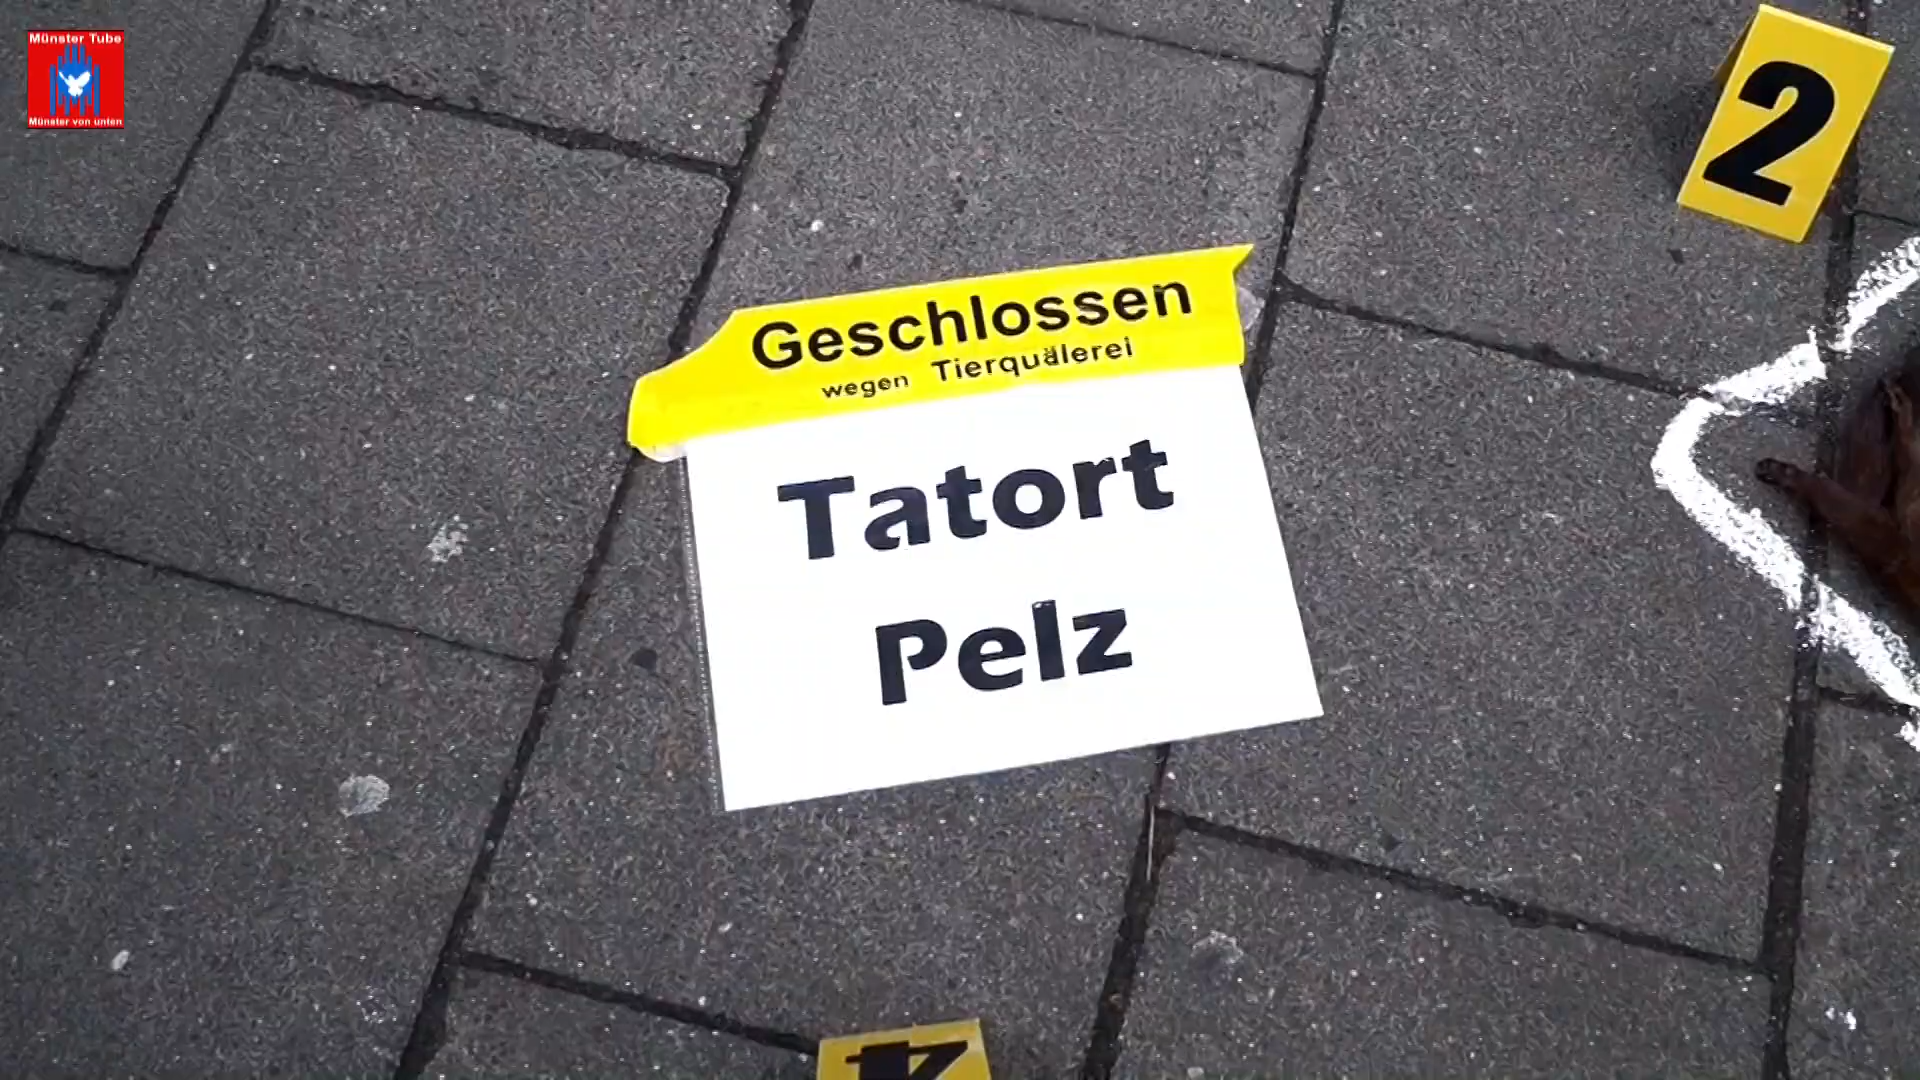 Münster Tube
Münster von unten
2
Geschlossen
wegen Tierquälerei
Tatort
Pelz